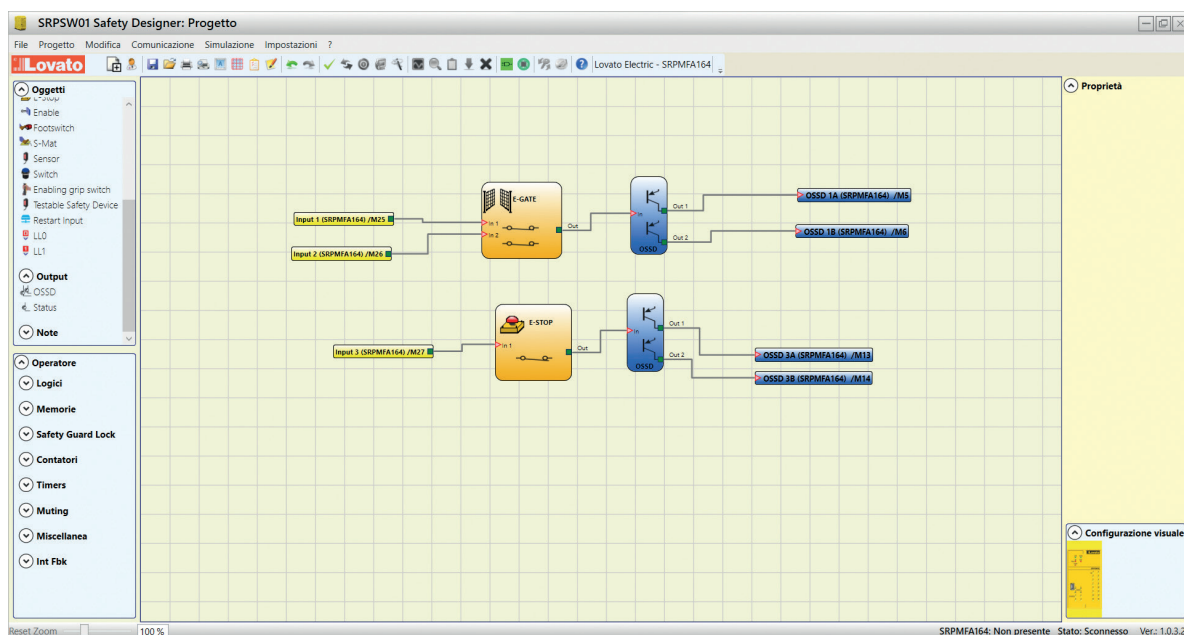 SRPSW01 Safety Designer: Progetto
File Progetto Modifica Comunicazione Simulazione Impostazioni ?
Lovato
Lovato Electric - SRPMFA164
Oggetti
E-Stop
Enable
Footswitch
S-Mat
Sensor
Switch
Enabling grip switch
Testable Safety Device
Restart Input
LL0
LL1
Output
OSSD
Status
Note
Operatore
Logici
Memorie
Safety Guard Lock
Contatori
Timers
Muting
Miscellanea
Int Fbk
Input 1 (SRPMFA164) /M25
Input 2 (SRPMFA164) /M26
E-GATE
In 1
In 2
Out
In
Out 1
Out 2
OSSD
OSSD 1A (SRPMFA164) /M5
OSSD 1B (SRPMFA164) /M6
Input 3 (SRPMFA164) /M27
E-STOP
In 1
Out
In
Out 1
Out 2
OSSD
OSSD 3A (SRPMFA164) /M13
OSSD 3B (SRPMFA164) /M14
Proprietà
Configurazione visuale
Reset Zoom
100 %
SRPMFA164: Non presente Stato: Sconnesso Ver.: 1.0.3.2